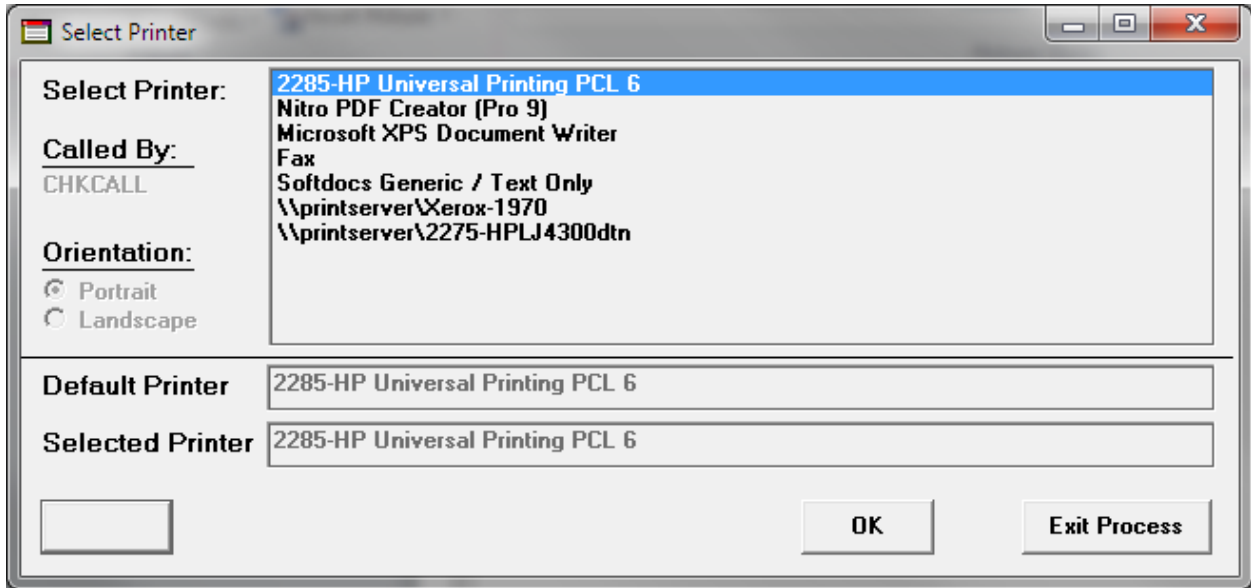 Select Printer
Select Printer:
2285-HP Universal Printing PCL 6
Nitro PDF Creator (Pro 9)
Microsoft XPS Document Writer
Fax
Softdocs Generic / Text Only
\\printserver\Xerox-1970
\\printserver\2275-HPLJ4300dtn
Called By:
CHKCALL
Orientation:
Portrait
Landscape
Default Printer 2285-HP Universal Printing PCL 6
Selected Printer 2285-HP Universal Printing PCL 6
OK Exit Process